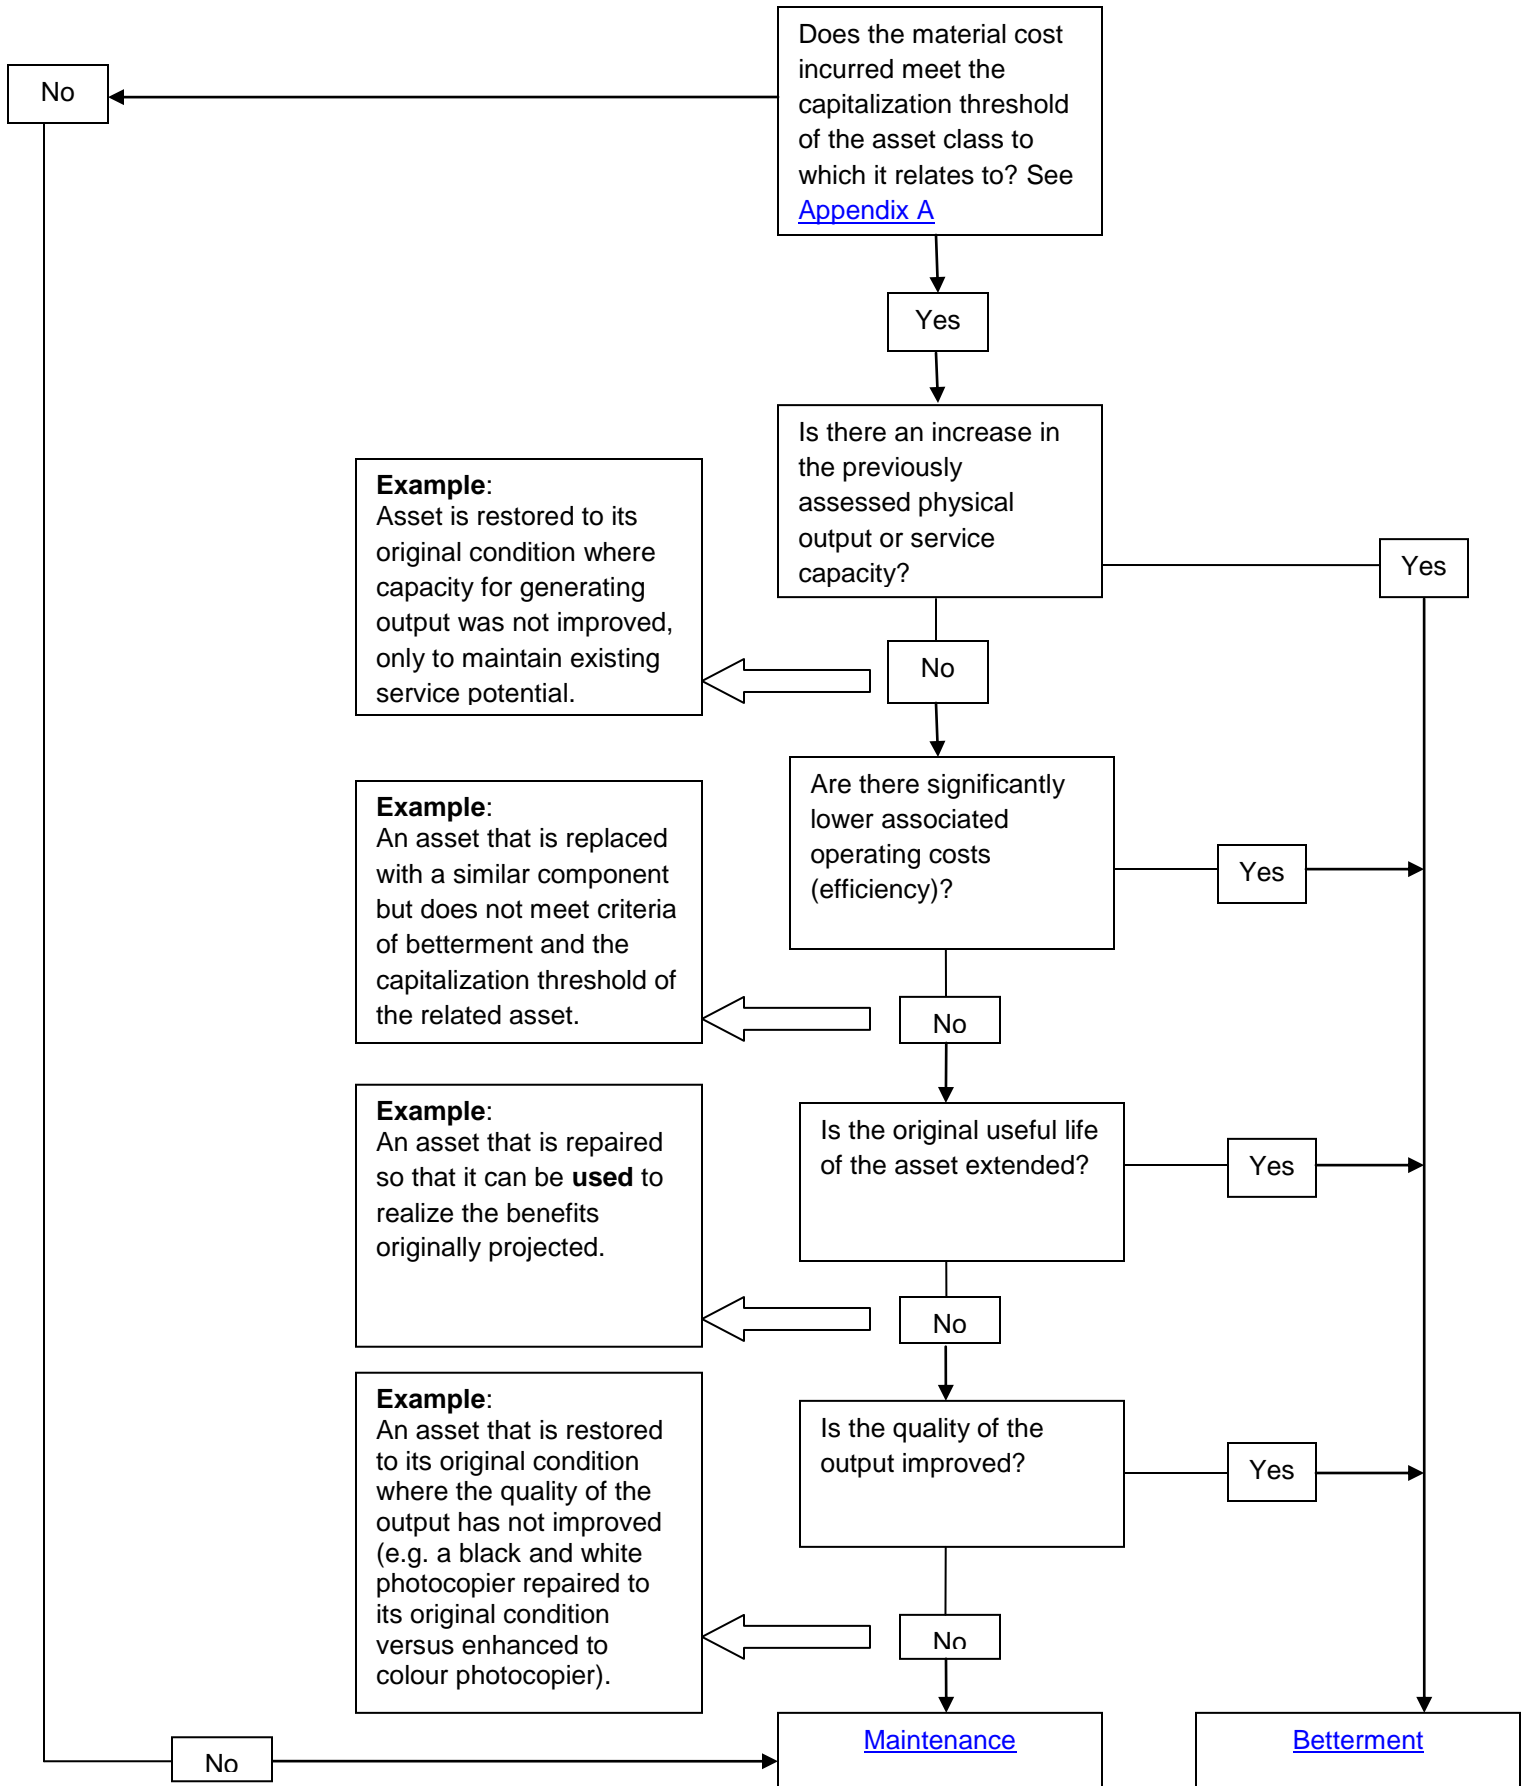 Does the material cost
incurred meet the
capitalization threshold
of the asset class to
which it relates to? See
Appendix A
No
Yes
Is there an increase in
the previously
assessed physical
output or service
capacity?
Yes
Example:
Asset is restored to its
original condition where
capacity for generating
output was not improved,
only to maintain existing
service potential.
No
Are there significantly
lower associated
operating costs
(efficiency)?
Yes
Example:
An asset that is replaced
with a similar component
but does not meet criteria
of betterment and the
capitalization threshold of
the related asset.
No
Is the original useful life
of the asset extended?
Yes
Example:
An asset that is repaired
so that it can be used to
realize the benefits
originally projected.
No
Is the quality of the
output improved?
Yes
Example:
An asset that is restored
to its original condition
where the quality of the
output has not improved
(e.g. a black and white
photocopier repaired to
its original condition
versus enhanced to
colour photocopier).
No
No
Maintenance
Betterment